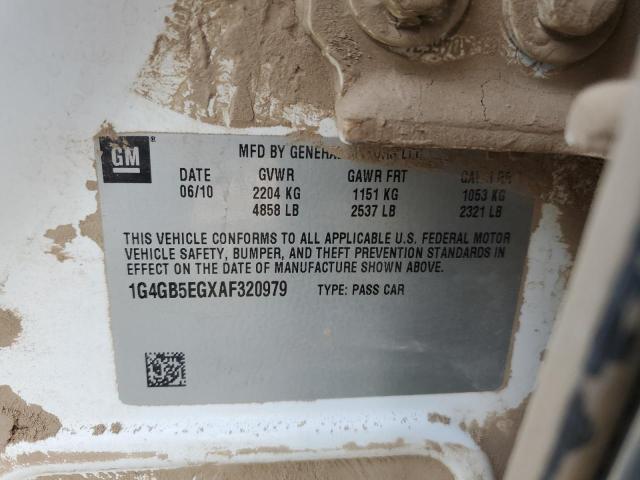 GM
MFD BY GENERAL
DATE GVWR GAWR FRT
06/10 2204 KG 1151 KG 1053 KG
4858 LB 2537 LB 2321 LB
THIS VEHICLE CONFORMS TO ALL APPLICABLE U.S. FEDERAL MOTOR
VEHICLE SAFETY, BUMPER, AND THEFT PREVENTION STANDARDS IN
EFFECT ON THE DATE OF MANUFACTURE SHOWN ABOVE.
1G4GB5EGXAF320979 TYPE: PASS CAR